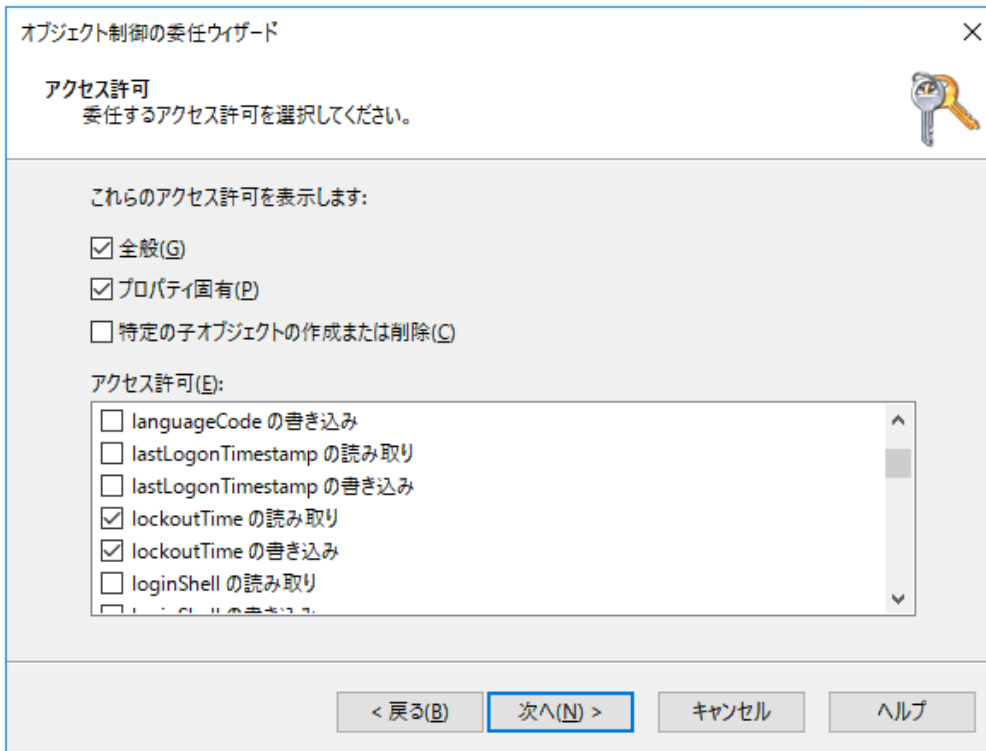 オブジェクト制御の委任ウィザード
アクセス許可
委任するアクセス許可を選択してください。
これらのアクセス許可を表示します:
全般(G)
プロパティ固有(P)
特定の子オブジェクトの作成または削除(C)
アクセス許可(E):
languageCode の書き込み
lastLogonTimestamp の読み取り
lastLogonTimestamp の書き込み
lockoutTime の読み取り
lockoutTime の書き込み
loginShell の読み取り
< 戻る(B) 次へ(N) > キャンセル ヘルプ